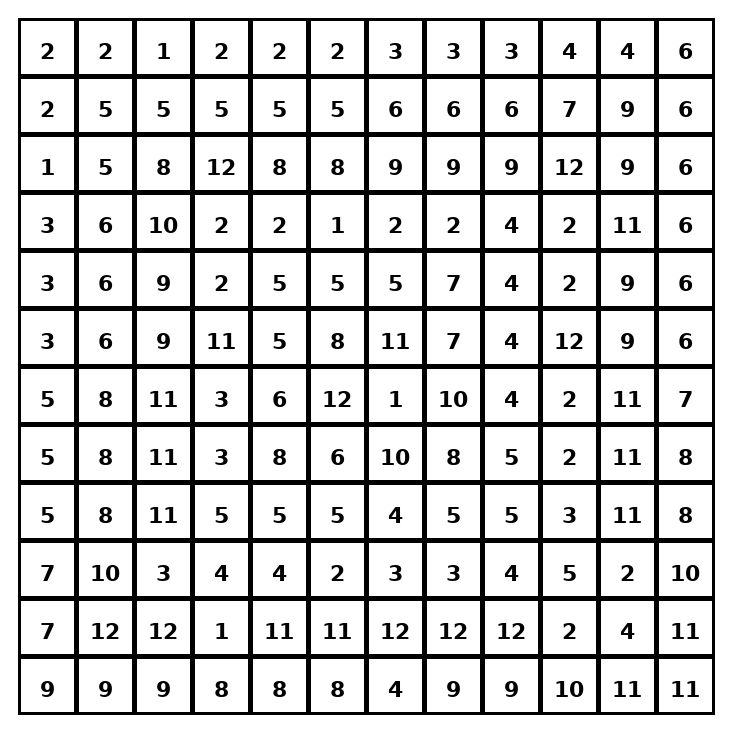 2 2 1 2 2 2 3 3 3 4 4 6
2 5 5 5 5 5 6 6 6 7 9 6
1 5 8 12 8 8 9 9 9 12 9 6
3 6 10 2 2 1 2 2 4 2 11 6
3 6 9 2 5 5 5 7 4 2 9 6
3 6 9 11 5 8 11 7 4 12 9 6
5 8 11 3 6 12 1 10 4 2 11 7
5 8 11 3 8 6 10 8 5 2 11 8
5 8 11 5 5 5 4 5 5 3 11 8
7 10 3 4 4 2 3 3 4 5 2 10
7 12 12 1 11 11 12 12 12 2 4 11
9 9 9 8 8 8 4 9 9 10 11 11